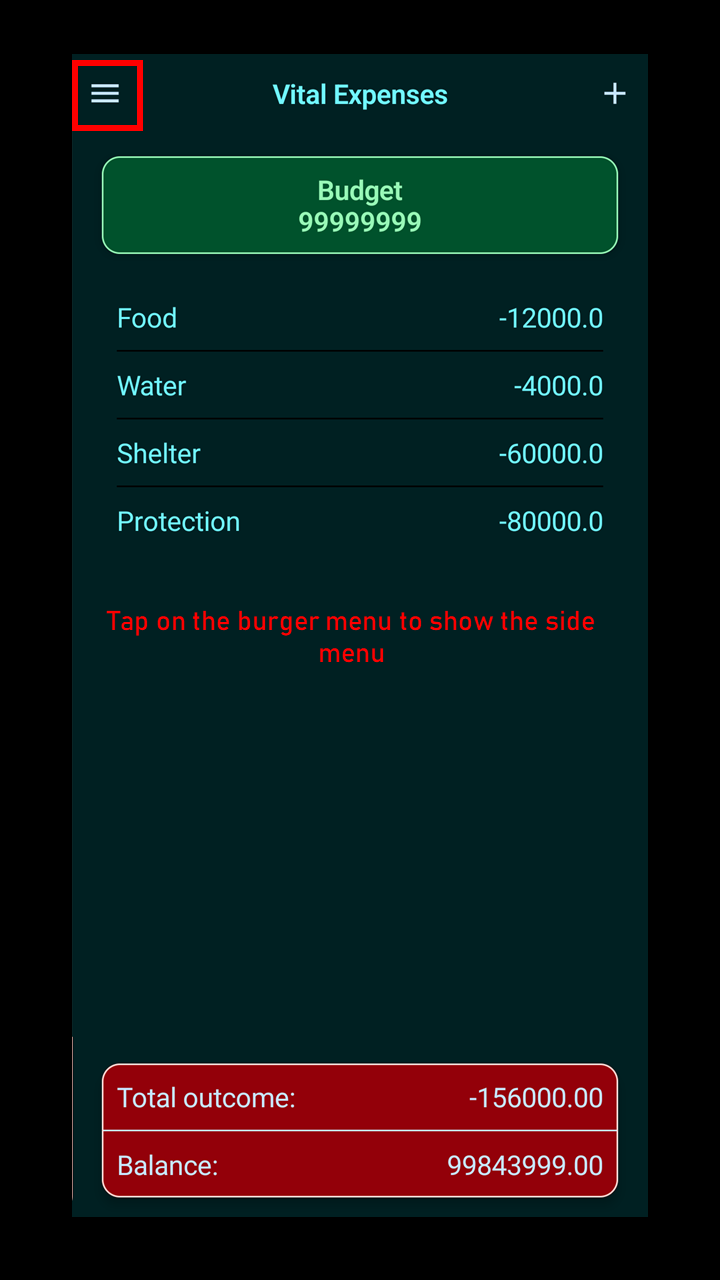 Vital Expenses
Budget
99999999
Food -12000.0
Water -4000.0
Shelter -60000.0
Protection -80000.0
Tap on the burger menu to show the side
menu
Total outcome: -156000.00
Balance: 99843999.00